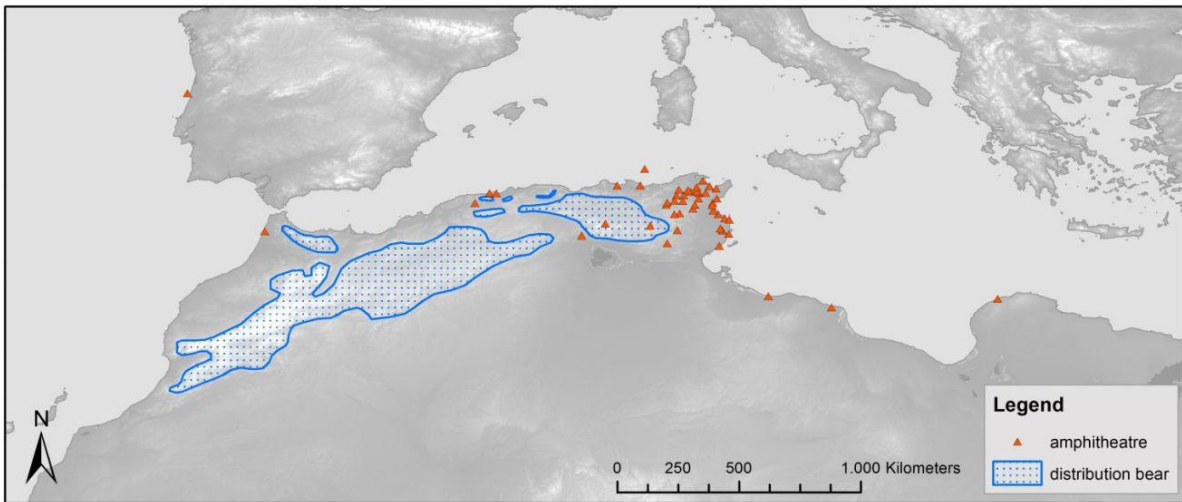 N
0 250 500 1.000 Kilometers
Legend
amphitheatre
distribution bear